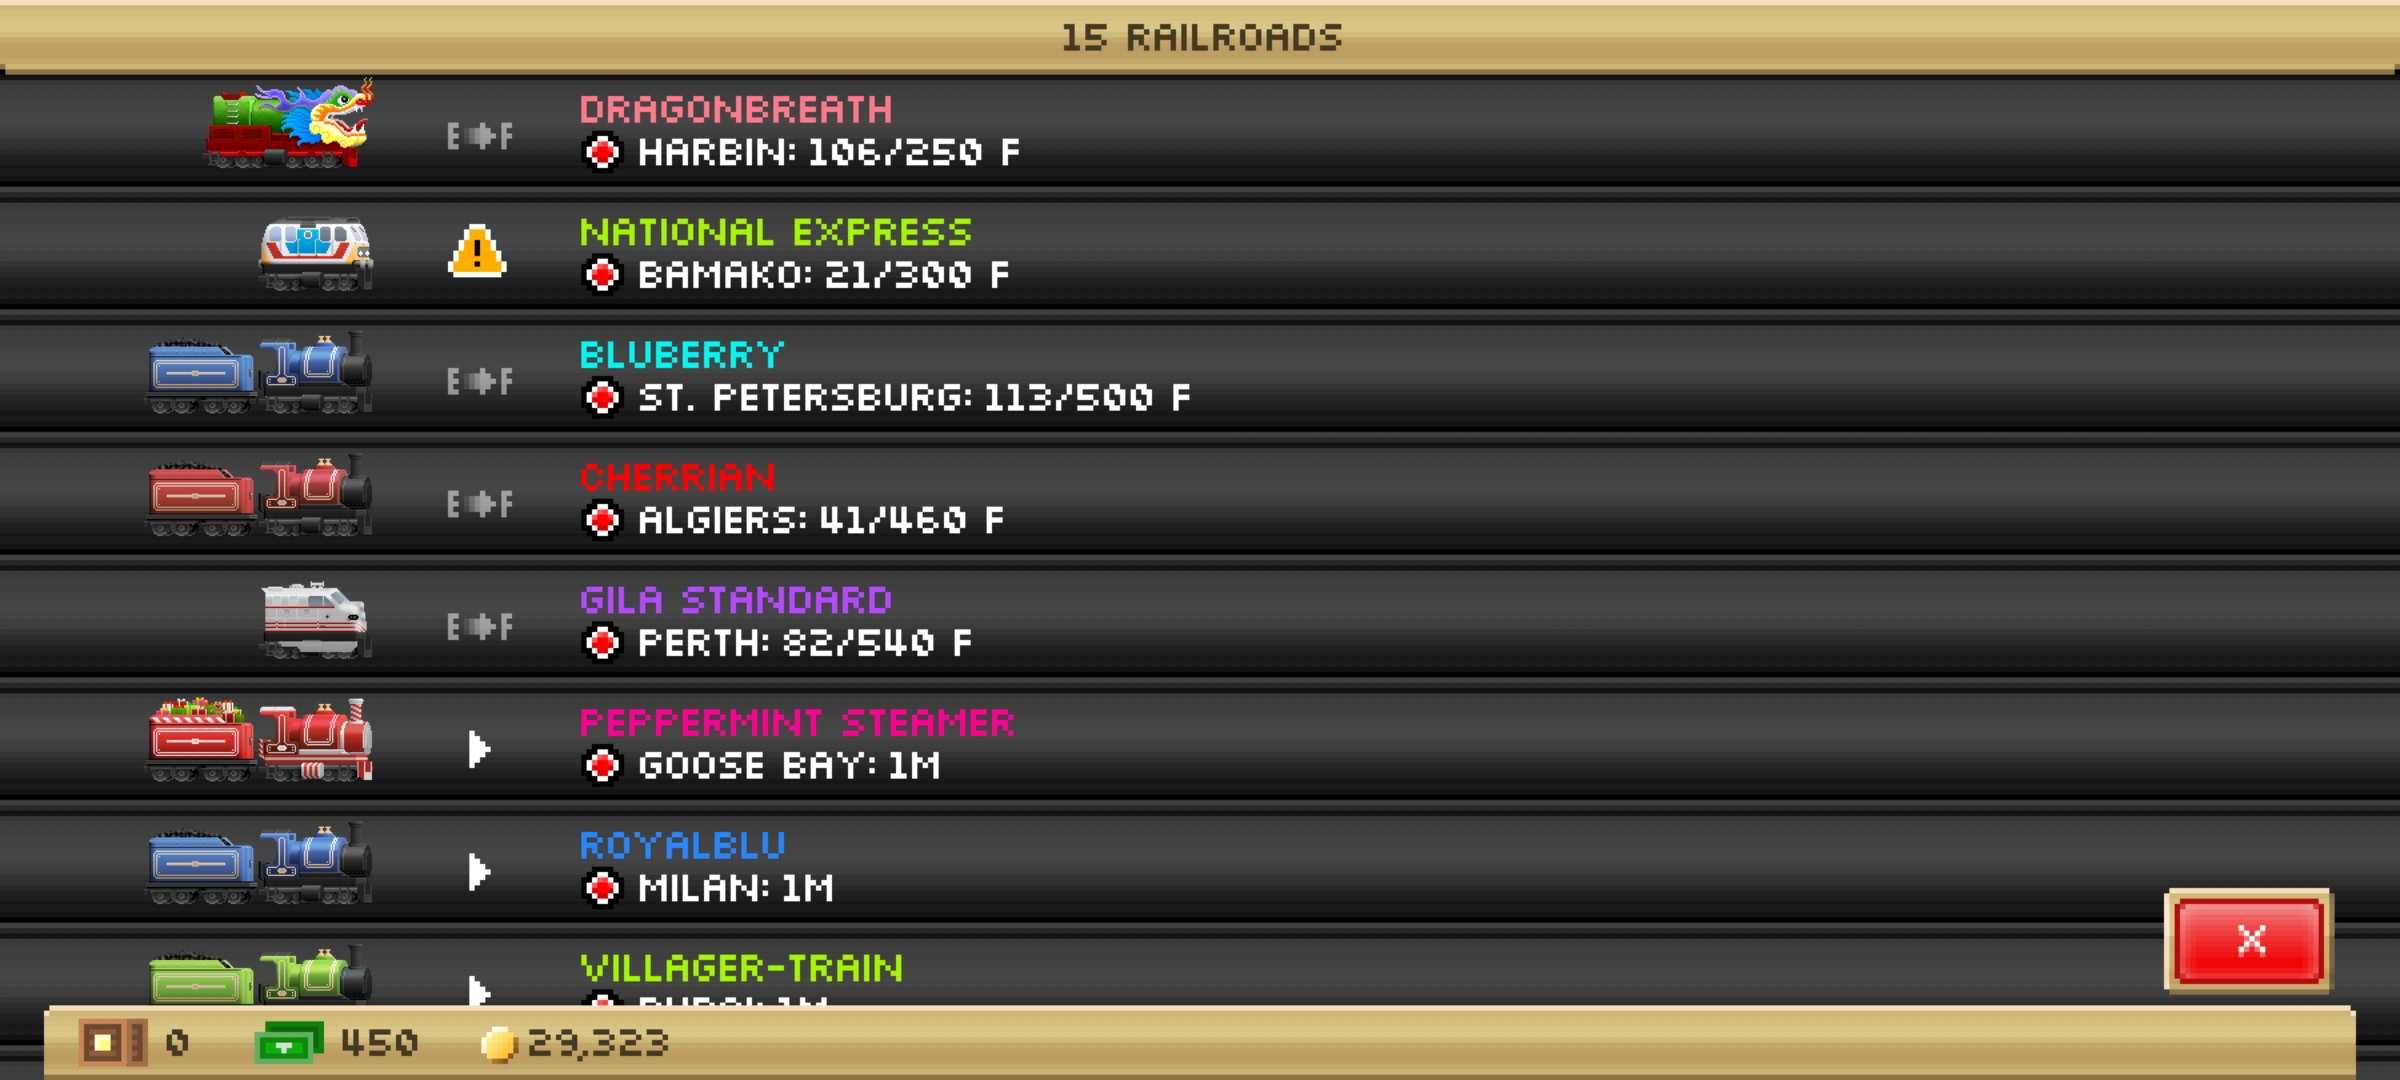 15 RAILROADS
DRAGONBREATH
E F HARBIN: 106/250 F
NATIONAL EXPRESS
! BAMAKO: 21/300 F
BLUBERRY
E F ST. PETERSBURG: 113/500 F
CHERRIAN
E F ALGIERS: 41/460 F
GILA STANDARD
E F PERTH: 82/540 F
PEPPERMINT STEAMER
GOOSE BAY: 1M
ROYALBLU
MILAN: 1M
X
VILLAGER-TRAIN
0 450 29,323